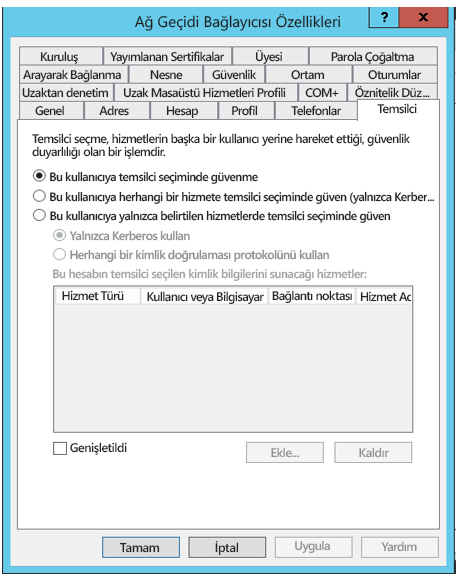 Ağ Geçidi Bağlayıcısı Özellikleri
?
x
Kuruluş
Yayımlanan Sertifikalar
Üyesi
Parola Çoğaltma
Arayarak Bağlanma
Nesne
Güvenlik
Ortam
Oturumlar
Uzaktan denetim
Uzak Masaüstü Hizmetleri Profili
COM+
Öznitelik Düz...
Genel
Adres
Hesap
Profil
Telefonlar
Temsilci
Temsilci seçme, hizmetlerin başka bir kullanıcı yerine hareket ettiği, güvenlik
duyarlılığı olan bir işlemdir.
Bu kullanıcıya temsilci seçiminde güvenme
Bu kullanıcıya herhangi bir hizmete temsilci seçiminde güven (yalnızca Kerber...
Bu kullanıcıya yalnızca belirtilen hizmetlerde temsilci seçiminde güven
Yalnızca Kerberos kullan
Herhangi bir kimlik doğrulaması protokolünü kullan
Bu hesabın temsilci seçilen kimlik bilgilerini sunacağı hizmetler:
Hizmet Türü
Kullanıcı veya Bilgisayar
Bağlantı noktası
Hizmet Ac
Genişletildi
Ekle...
Kaldır
Tamam
İptal
Uygula
Yardım